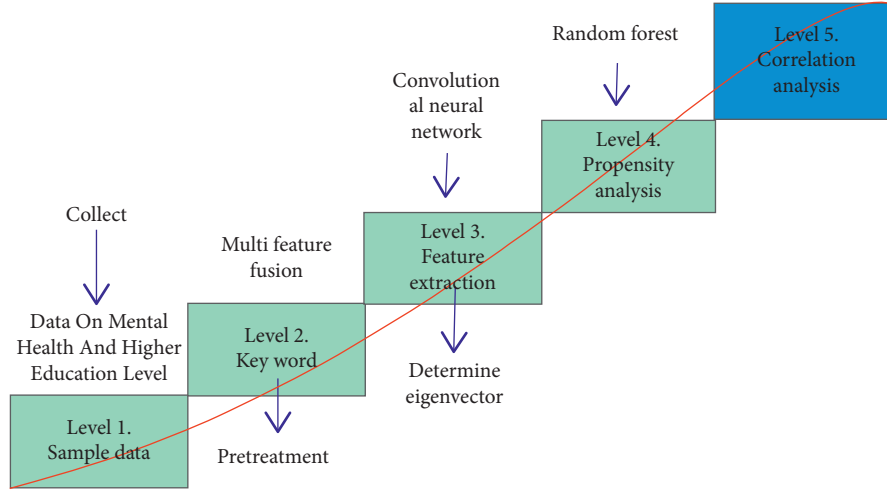 Collect
Data On Mental
Health And Higher
Education Level
Level 1.
Sample data
Multi feature
fusion
Level 2.
Key word
Pretreatment
Convolution
al neural
network
Level 3.
Feature
extraction
Determine
eigenvector
Random forest
Level 4.
Propensity
analysis
Level 5.
Correlation
analysis